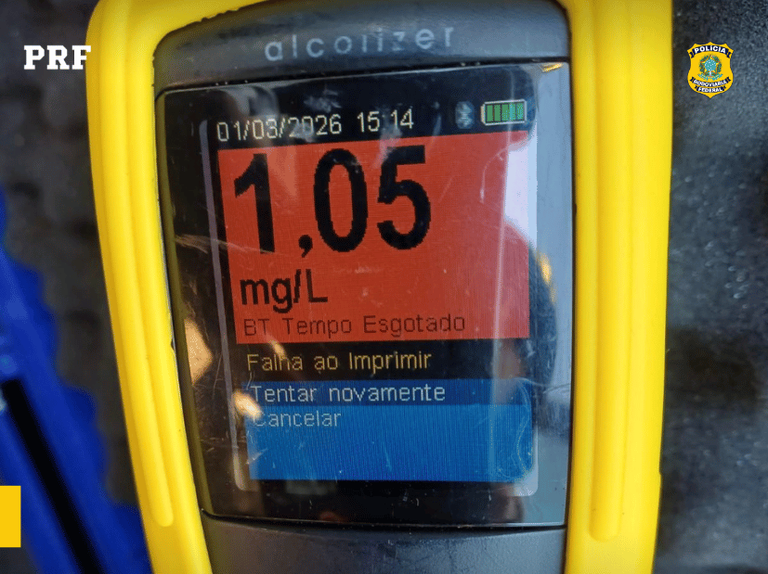 PRF
alcolizer
POLÍCIA
RODOVIÁRIA
FEDERAL
01/03/2026 15 14
1,05
mg/L
BT Tempo Esgotado
Falha ao Imprimir
Tentar novamente
Cancelar